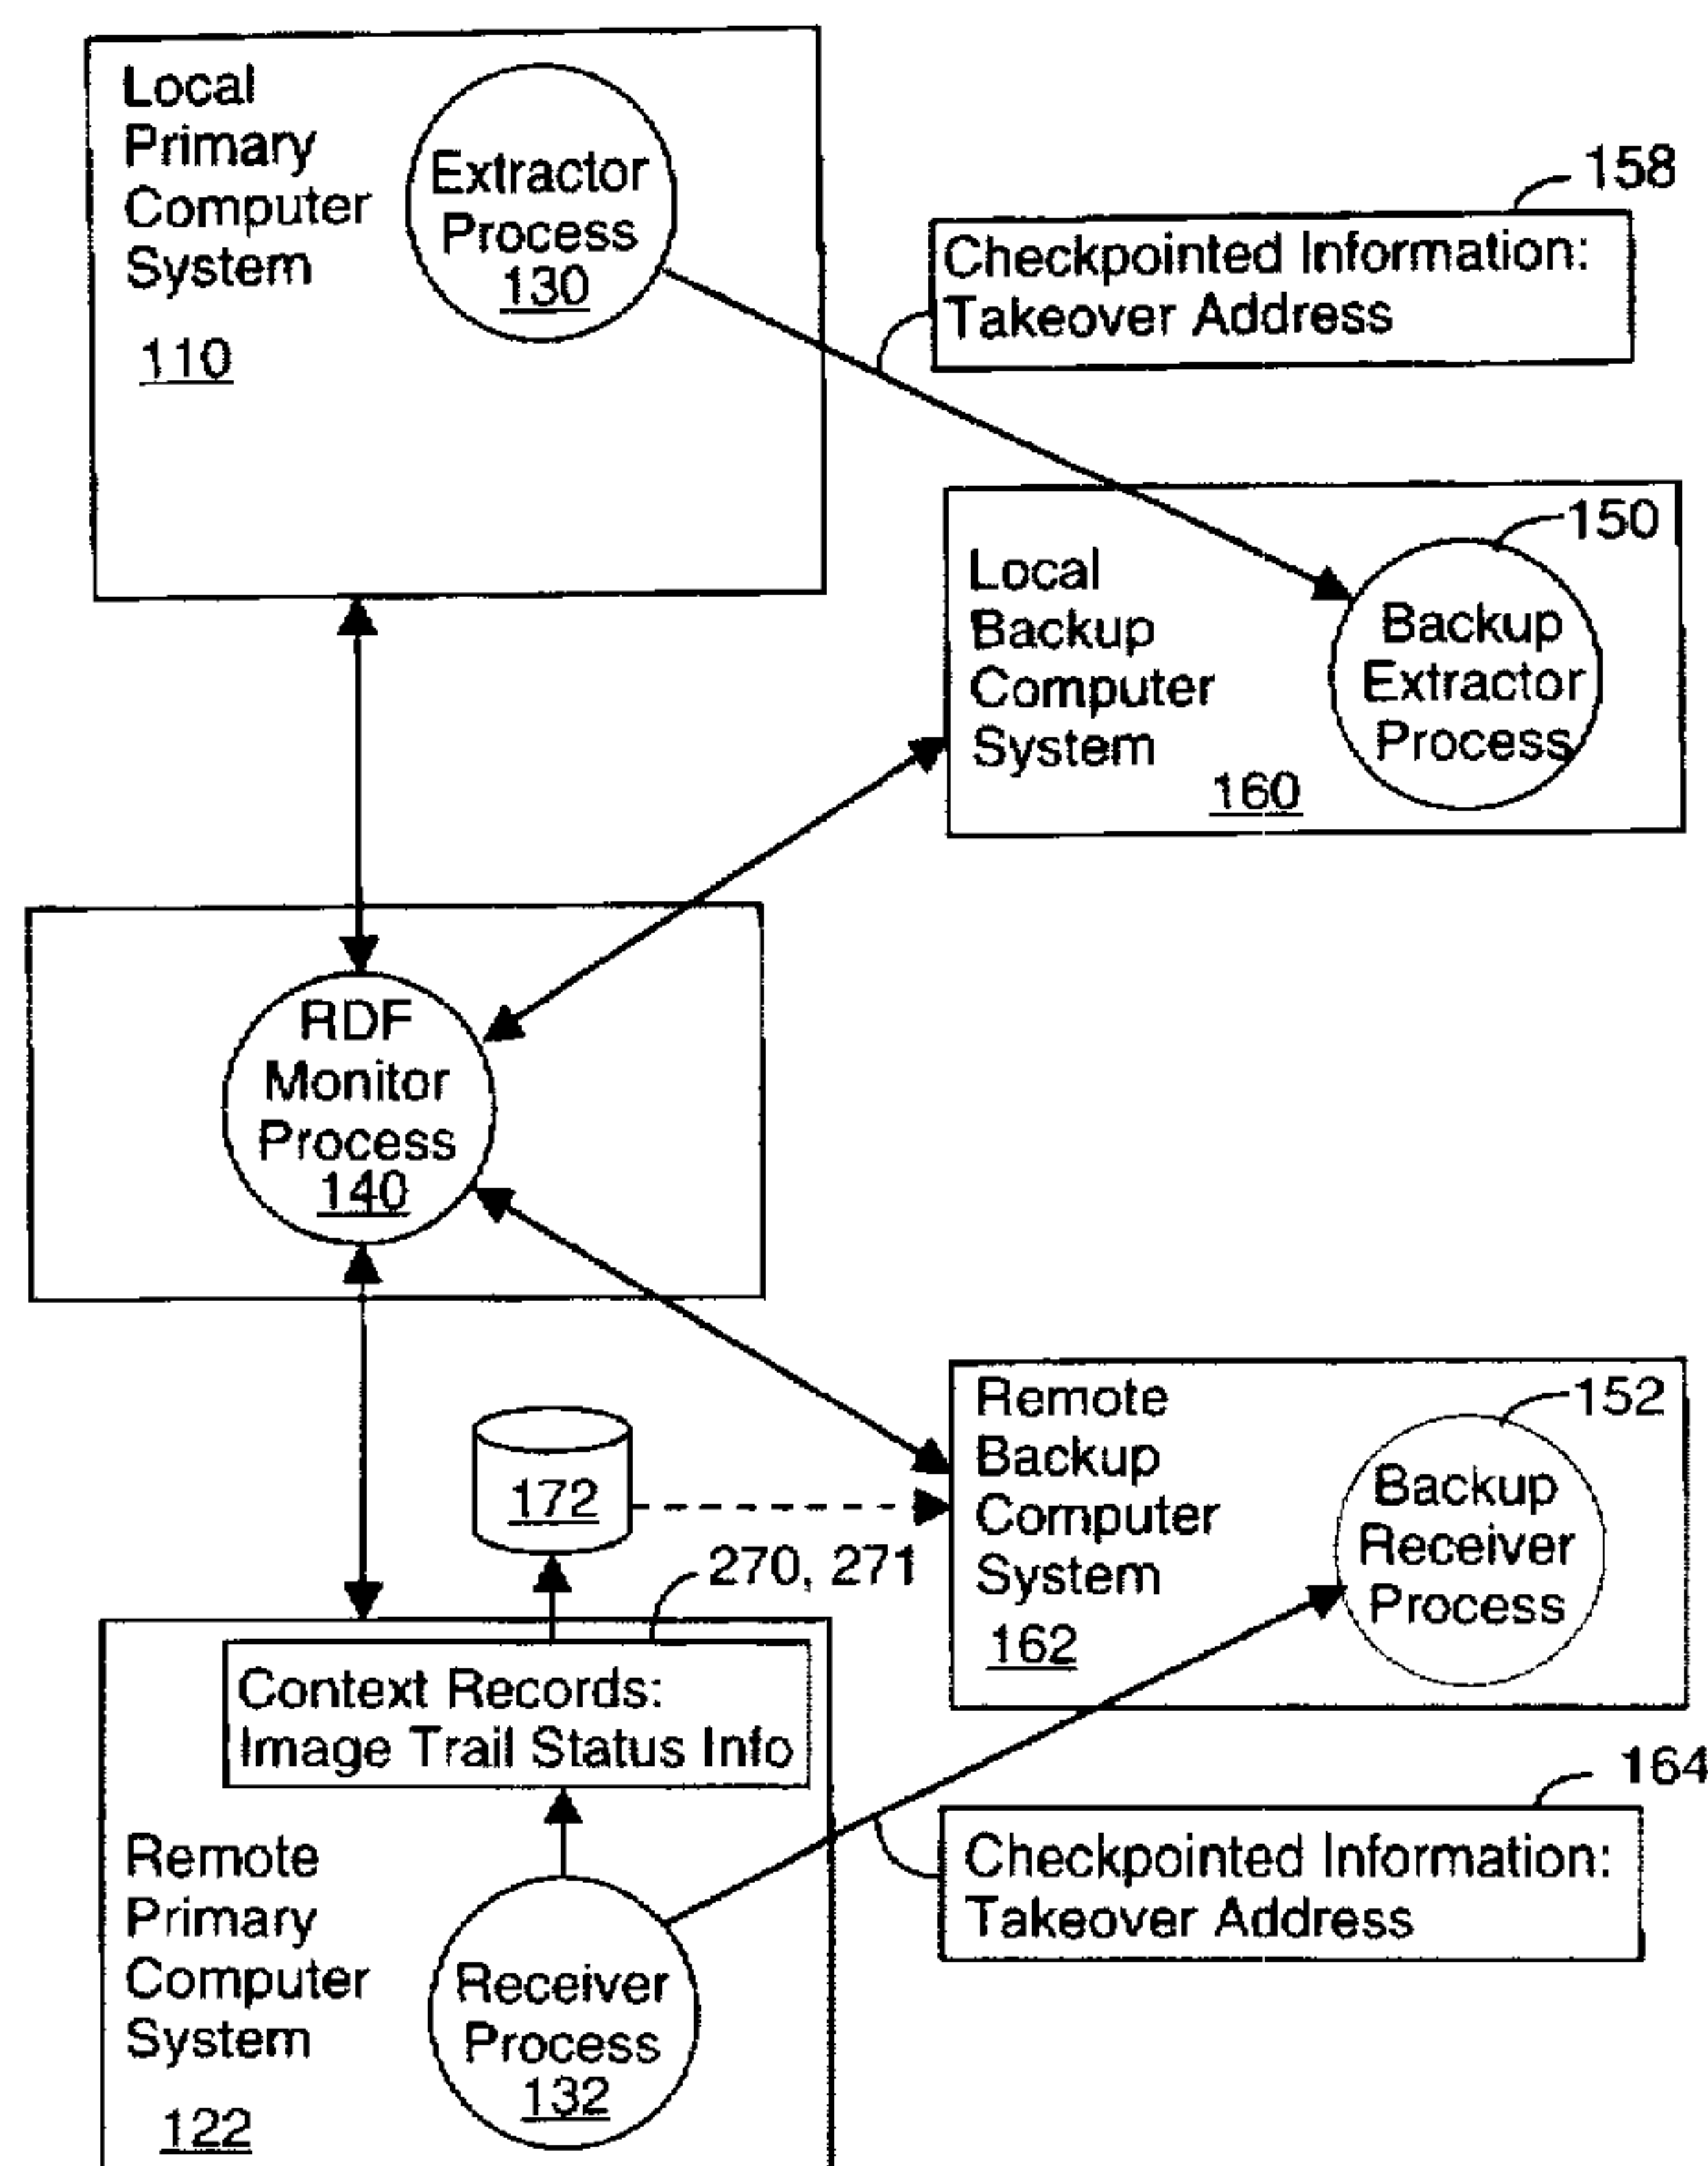 Local
Primary
Computer
System
110
Extractor
Process
130
158
Checkpointed Information:
Takeover Address
150
Local
Backup
Computer
System
160
Backup
Extractor
Process
RDF
Monitor
Process
140
172
270, 271
152
Remote
Backup
Computer
System
162
Backup
Receiver
Process
Context Records:
Image Trail Status Info
164
Checkpointed Information:
Takeover Address
Remote
Primary
Computer
System
122
Receiver
Process
132